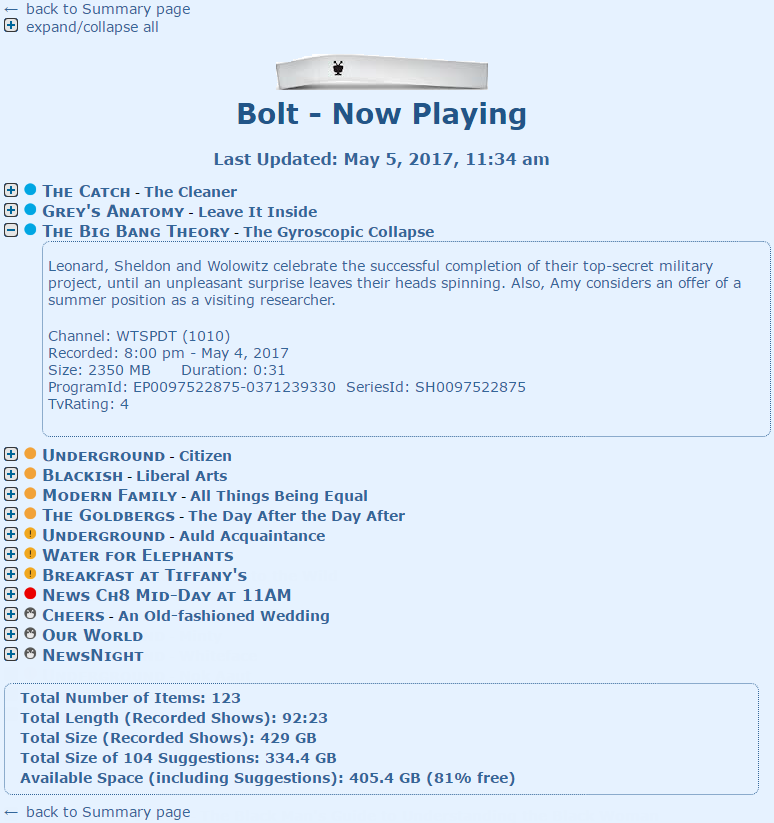 ← back to Summary page
expand/collapse all
Bolt - Now Playing
Last Updated: May 5, 2017, 11:34 am
The Catch - The Cleaner
Grey's Anatomy - Leave It Inside
The Big Bang Theory - The Gyroscopic Collapse
Leonard, Sheldon and Wolowitz celebrate the successful completion of their top-secret military
project, until an unpleasant surprise leaves their heads spinning. Also, Amy considers an offer of a
summer position as a visiting researcher.
Channel: WTSPDT (1010)
Recorded: 8:00 pm - May 4, 2017
Size: 2350 MB Duration: 0:31
ProgramId: EP0097522875-0371239330 SeriesId: SH0097522875
TvRating: 4
Underground - Citizen
Blackish - Liberal Arts
Modern Family - All Things Being Equal
The Goldbergs - The Day After the Day After
Underground - Auld Acquaintance
Water for Elephants
Breakfast at Tiffany's
News Ch8 Mid-Day at 11AM
Cheers - An Old-fashioned Wedding
Our World
NewsNight
Total Number of Items: 123
Total Length (Recorded Shows): 92:23
Total Size (Recorded Shows): 429 GB
Total Size of 104 Suggestions: 334.4 GB
Available Space (including Suggestions): 405.4 GB (81% free)
← back to Summary page